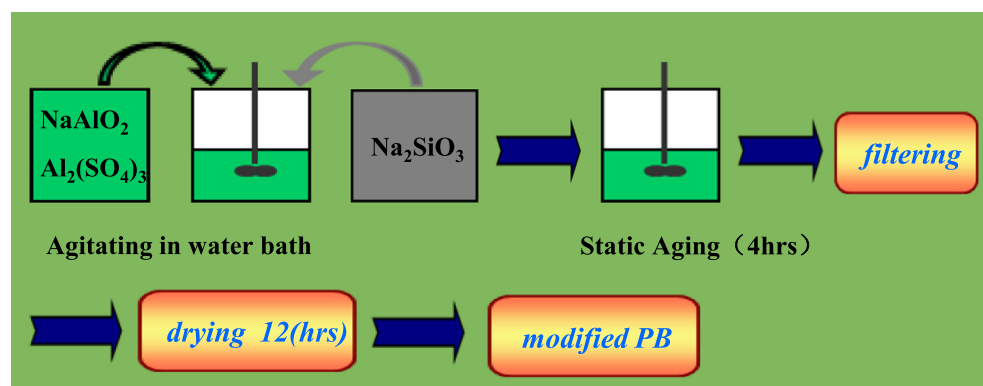 NaAlO₂
Al₂(SO₄)₃
Na₂SiO₃
filtering
Agitating in water bath
Static Aging（4hrs）
drying 12(hrs)
modified PB